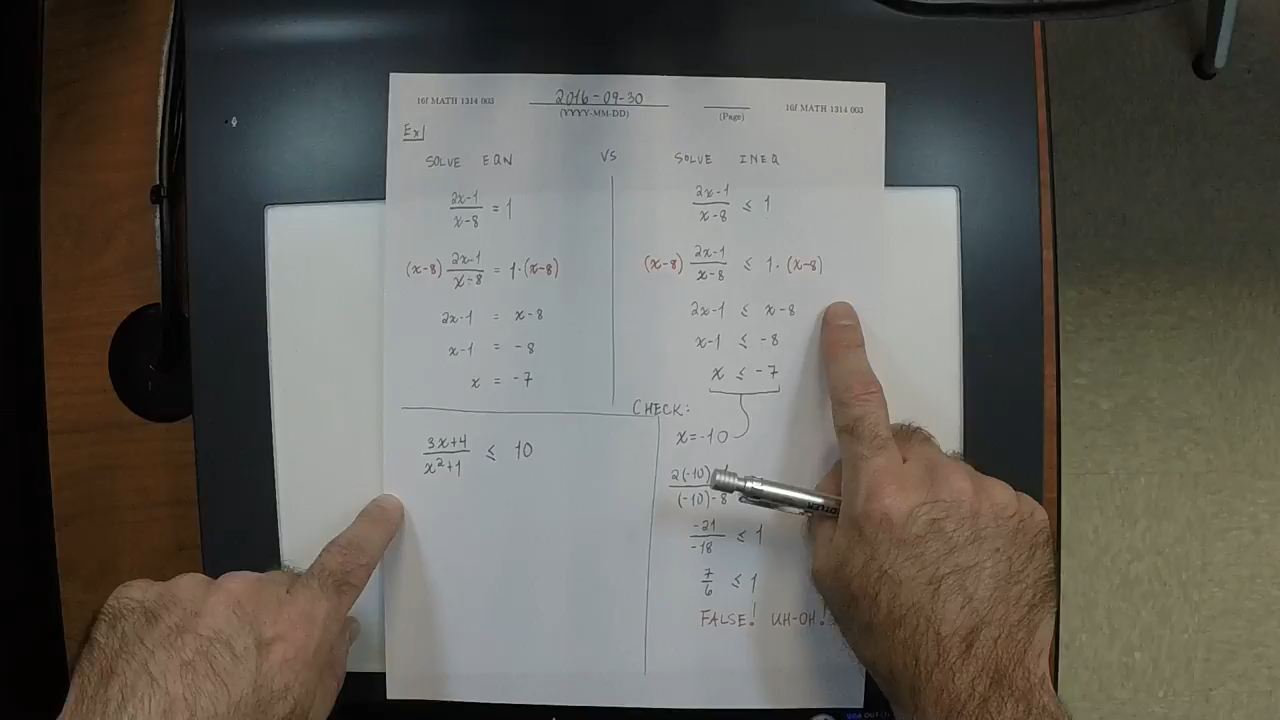 16f MATH 1314 003
2016-09-30
(YYYY-MM-DD)
(Page)
16f MATH 1314 003
Ex1
SOLVE EQN
VS
SOLVE INEQ
2x-1/x-8 = 1
(x-8) 2x-1/x-8 = 1·(x-8)
2x-1 = x-8
x-1 = -8
x = -7
2x-1/x-8 ≤ 1
(x-8) 2x-1/x-8 ≤ 1·(x-8)
2x-1 ≤ x-8
x-1 ≤ -8
x ≤ -7
3x+4/x²+1 ≤ 10
CHECK:
x=-10
2(-10)
(-10)-8
-21/-18 ≤ 1
7/6 ≤ 1
FALSE! UH-OH!